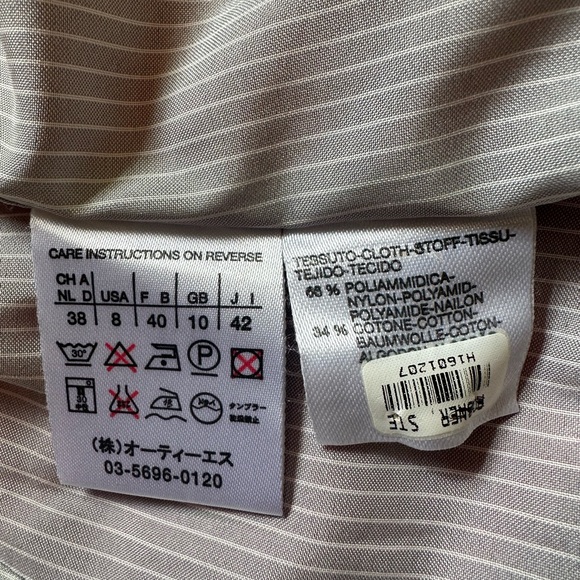 CARE INSTRUCTIONS ON REVERSE
CH A
NL D USA F B GB J I
38 8 40 10 42
30°
P
30
タンブラー
乾燥禁止
(株)オーティーエス
03-5696-0120
TESSUTO-CLOTH-STOFF-TISSU-
TEJIDO-TECIDO
66 % POLIAMMIDICA-
NYLON-POLYAMID-
POLYAMIDE-NAILON
34 % COTONE-COTTON-
BAUMWOLLE-COTON-
H1601207
STE